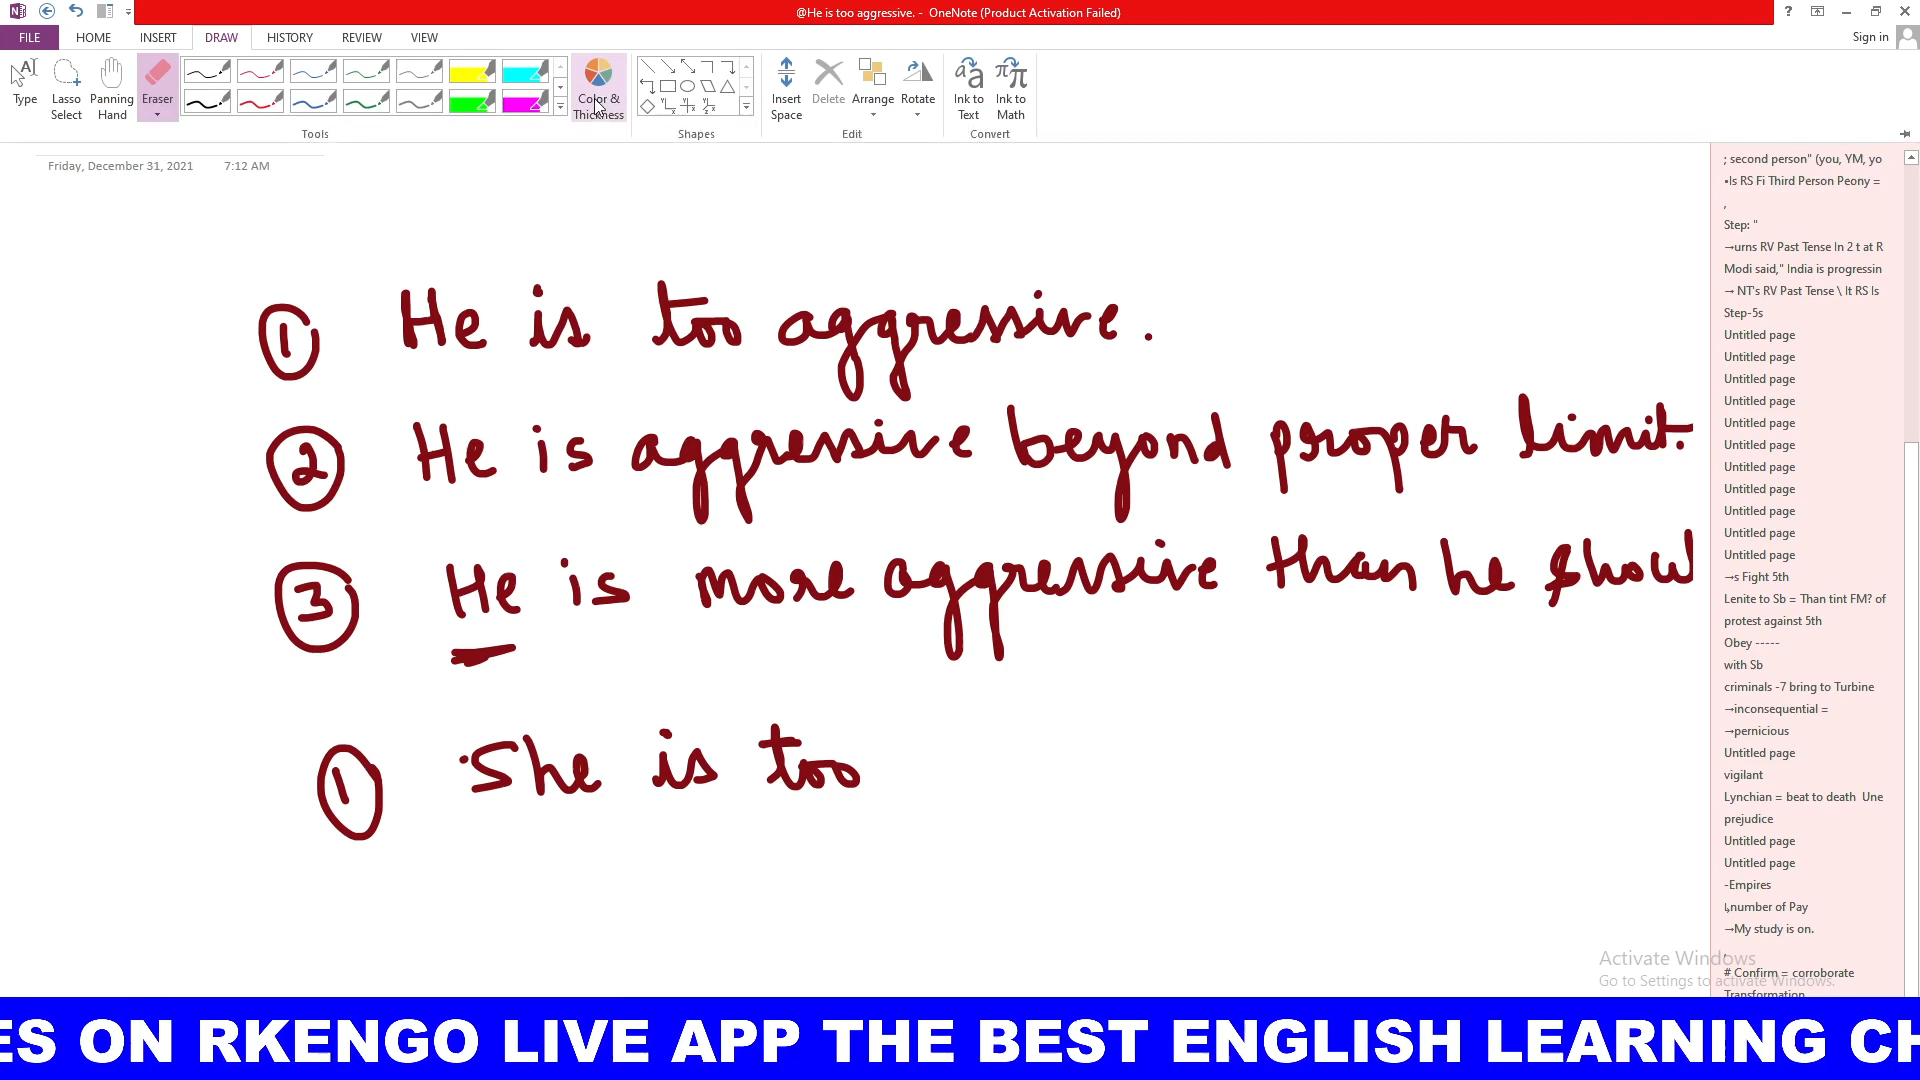 @He is too aggressive. - OneNote (Product Activation Failed)
FILE HOME INSERT DRAW HISTORY REVIEW VIEW
Sign in
Type
Lasso Select
Panning Hand
Eraser
Color & Thickness
Insert Space
Delete
Arrange
Rotate
Ink to Text
Ink to Math
Tools
Shapes
Edit
Convert
Friday, December 31, 2021 7:12 AM
1 He is too aggressive.
2 He is aggressive beyond proper limit.
3 He is more aggressive than he shoul
1 She is too
; second person" (you, YM, yo
•Is RS Fi Third Person Peony =
,
Step: "
→urns RV Past Tense In 2 t at R
Modi said," India is progressin
→ NT's RV Past Tense \ It RS Is
Step-5s
Untitled page
Untitled page
Untitled page
Untitled page
Untitled page
Untitled page
Untitled page
Untitled page
Untitled page
Untitled page
Untitled page
→s Fight 5th
Lenite to Sb = Than tint FM? of
protest against 5th
Obey -----
with Sb
criminals -7 bring to Turbine
→inconsequential =
→pernicious
Untitled page
vigilant
Lynchian = beat to death Une
prejudice
Untitled page
Untitled page
-Empires
number of Pay
→My study is on.
# Confirm = corroborate
Transformation
Activate Windows
Go to Settings to activate Windows.
ES ON RKENGO LIVE APP THE BEST ENGLISH LEARNING CH